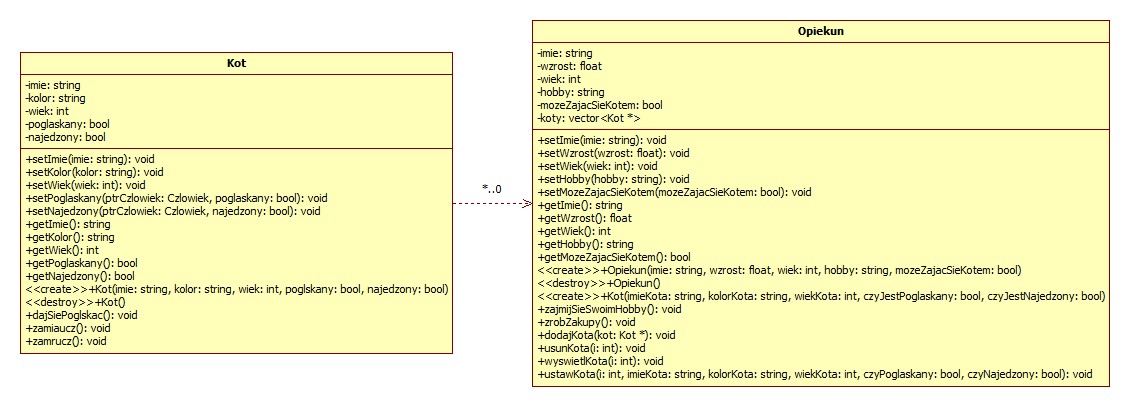 Kot
-imie: string
-kolor: string
-wiek: int
-poglaskany: bool
-najedzony: bool
+setImie(imie: string): void
+setKolor(kolor: string): void
+setWiek(wiek: int): void
+setPoglaskany(ptrCzlowiek: Czlowiek, poglaskany: bool): void
+setNajedzony(ptrCzlowiek: Czlowiek, najedzony: bool): void
+getImie(): string
+getKolor(): string
+getWiek(): int
+getPoglaskany(): bool
+getNajedzony(): bool
<<create>>+Kot(imie: string, kolor: string, wiek: int, poglskany: bool, najedzony: bool)
<<destroy>>+Kot()
+dajSiePoglskac(): void
+zamiaucz(): void
+zamrucz(): void
*..0
Opiekun
-imie: string
-wzrost: float
-wiek: int
-hobby: string
-mozeZajacSieKotem: bool
-koty: vector<Kot *>
+setImie(imie: string): void
+setWzrost(wzrost: float): void
+setWiek(wiek: int): void
+setHobby(hobby: string): void
+setMozeZajacSieKotem(mozeZajacSieKotem: bool): void
+getImie(): string
+getWzrost(): float
+getWiek(): int
+getHobby(): string
+getMozeZajacSieKotem(): bool
<<create>>+Opiekun(imie: string, wzrost: float, wiek: int, hobby: string, mozeZajacSieKotem: bool)
<<destroy>>+Opiekun()
<<create>>+Kot(imieKota: string, kolorKota: string, wiekKota: int, czyJestPoglaskany: bool, czyJestNajedzony: bool)
+zajmijSieSwoimHobby(): void
+zrobZakupy(): void
+dodajKota(kot: Kot *): void
+usunKota(i: int): void
+wyswietlKota(i: int): void
+ustawKota(i: int, imieKota: string, kolorKota: string, wiekKota: int, czyPoglaskany: bool, czyNajedzony: bool): void